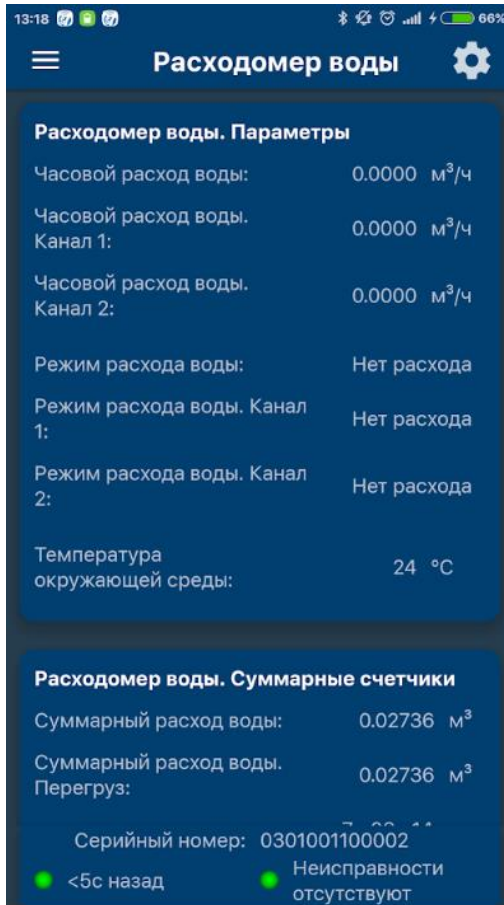 13:18 66%
Расходомер воды
Расходомер воды. Параметры
Часовой расход воды: 0.0000 м³/ч
Часовой расход воды.
Канал 1: 0.0000 м³/ч
Часовой расход воды.
Канал 2: 0.0000 м³/ч
Режим расхода воды: Нет расхода
Режим расхода воды. Канал
1: Нет расхода
Режим расхода воды. Канал
2: Нет расхода
Температура
окружающей среды: 24 °C
Расходомер воды. Суммарные счетчики
Суммарный расход воды: 0.02736 м³
Суммарный расход воды.
Перегруз: 0.02736 м³
Серийный номер: 0301001100002
<5с назад
Неисправности
отсутствуют